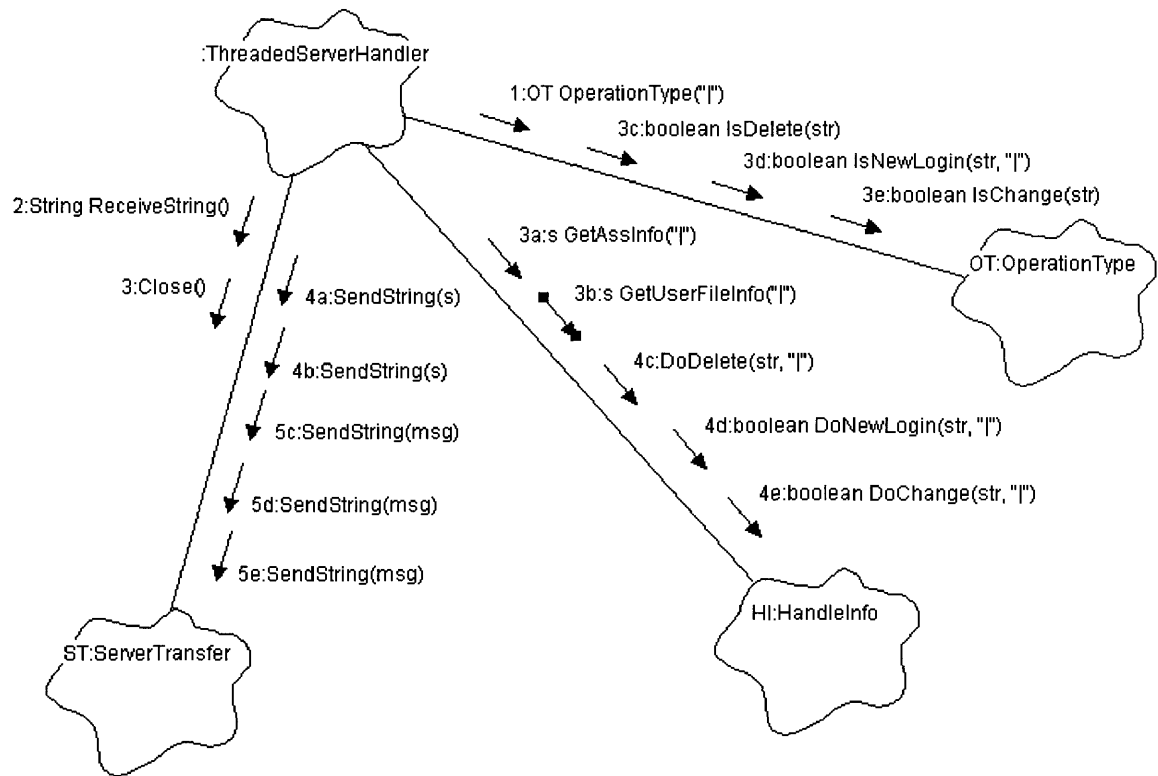 :ThreadedServerHandler
1:OT OperationType("|")
3c:boolean IsDelete(str)
3d:boolean IsNewLogin(str, "|")
3e:boolean IsChange(str)
2:String ReceiveString()
3a:s GetAssInfo("|")
OT:OperationType
3:Close()
4a:SendString(s)
3b:s GetUserFileInfo("|")
4b:SendString(s)
4c:DoDelete(str, "|")
5c:SendString(msg)
4d:boolean DoNewLogin(str, "|")
5d:SendString(msg)
4e:boolean DoChange(str, "|")
5e:SendString(msg)
HI:HandleInfo
ST:ServerTransfer